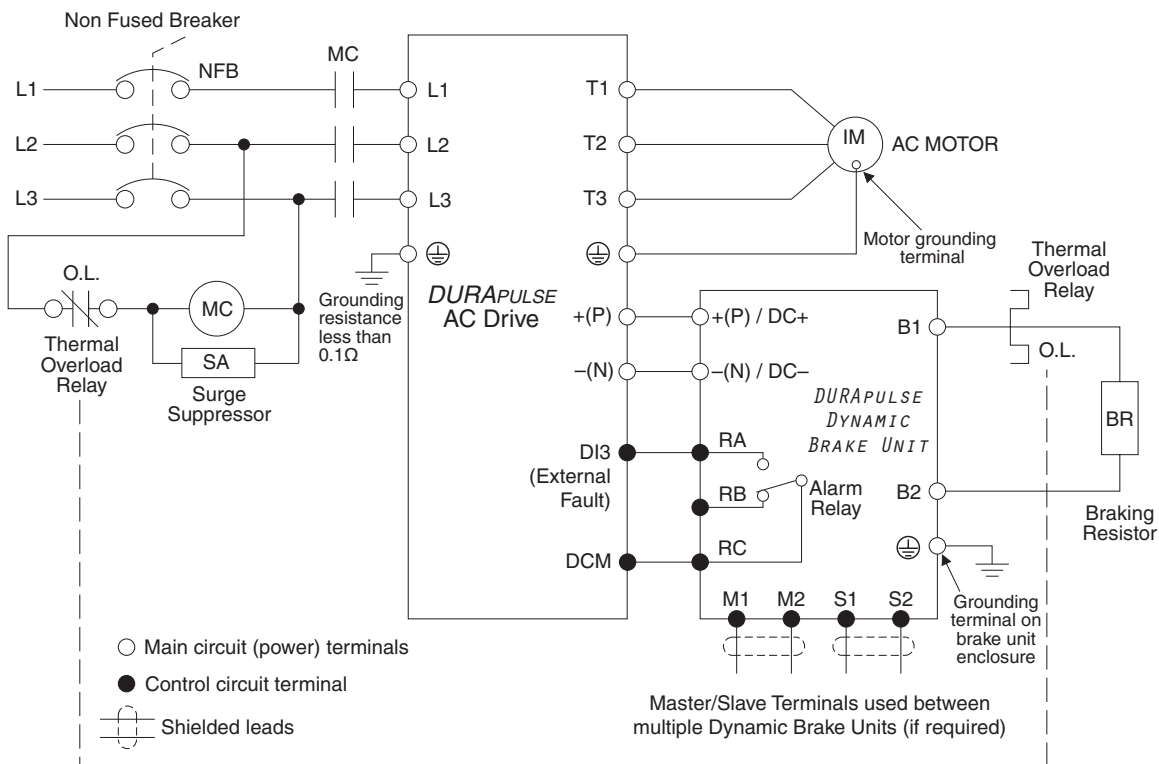 Non Fused Breaker
NFB
MC
L1
L2
L3
L1
L2
L3
T1
T2
T3
IM
AC MOTOR
Motor grounding
terminal
O.L.
MC
SA
Thermal
Overload
Relay
Surge
Suppressor
Grounding
resistance
less than
0.1Ω
DURAPULSE
AC Drive
+(P)
–(N)
DI3
(External
Fault)
DCM
+(P) / DC+
–(N) / DC–
DURAPULSE
DYNAMIC
BRAKE UNIT
RA
RB
RC
Alarm
Relay
B1
B2
Thermal
Overload
Relay
O.L.
BR
Braking
Resistor
M1
M2
S1
S2
Grounding
terminal on
brake unit
enclosure
Main circuit (power) terminals
Control circuit terminal
Shielded leads
Master/Slave Terminals used between
multiple Dynamic Brake Units (if required)